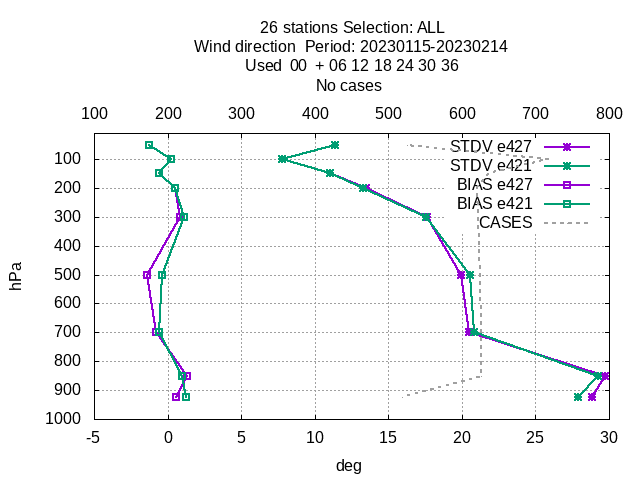 26 stations Selection: ALL
Wind direction  Period: 20230115-20230214
Used  00  + 06 12 18 24 30 36
No cases
100 200 300 400 500 600 700 800
STDV e427
STDV e421
BIAS e427
BIAS e421
CASES
100
200
300
400
500
600
700
800
900
1000
hPa
-5 0 5 10 15 20 25 30
deg